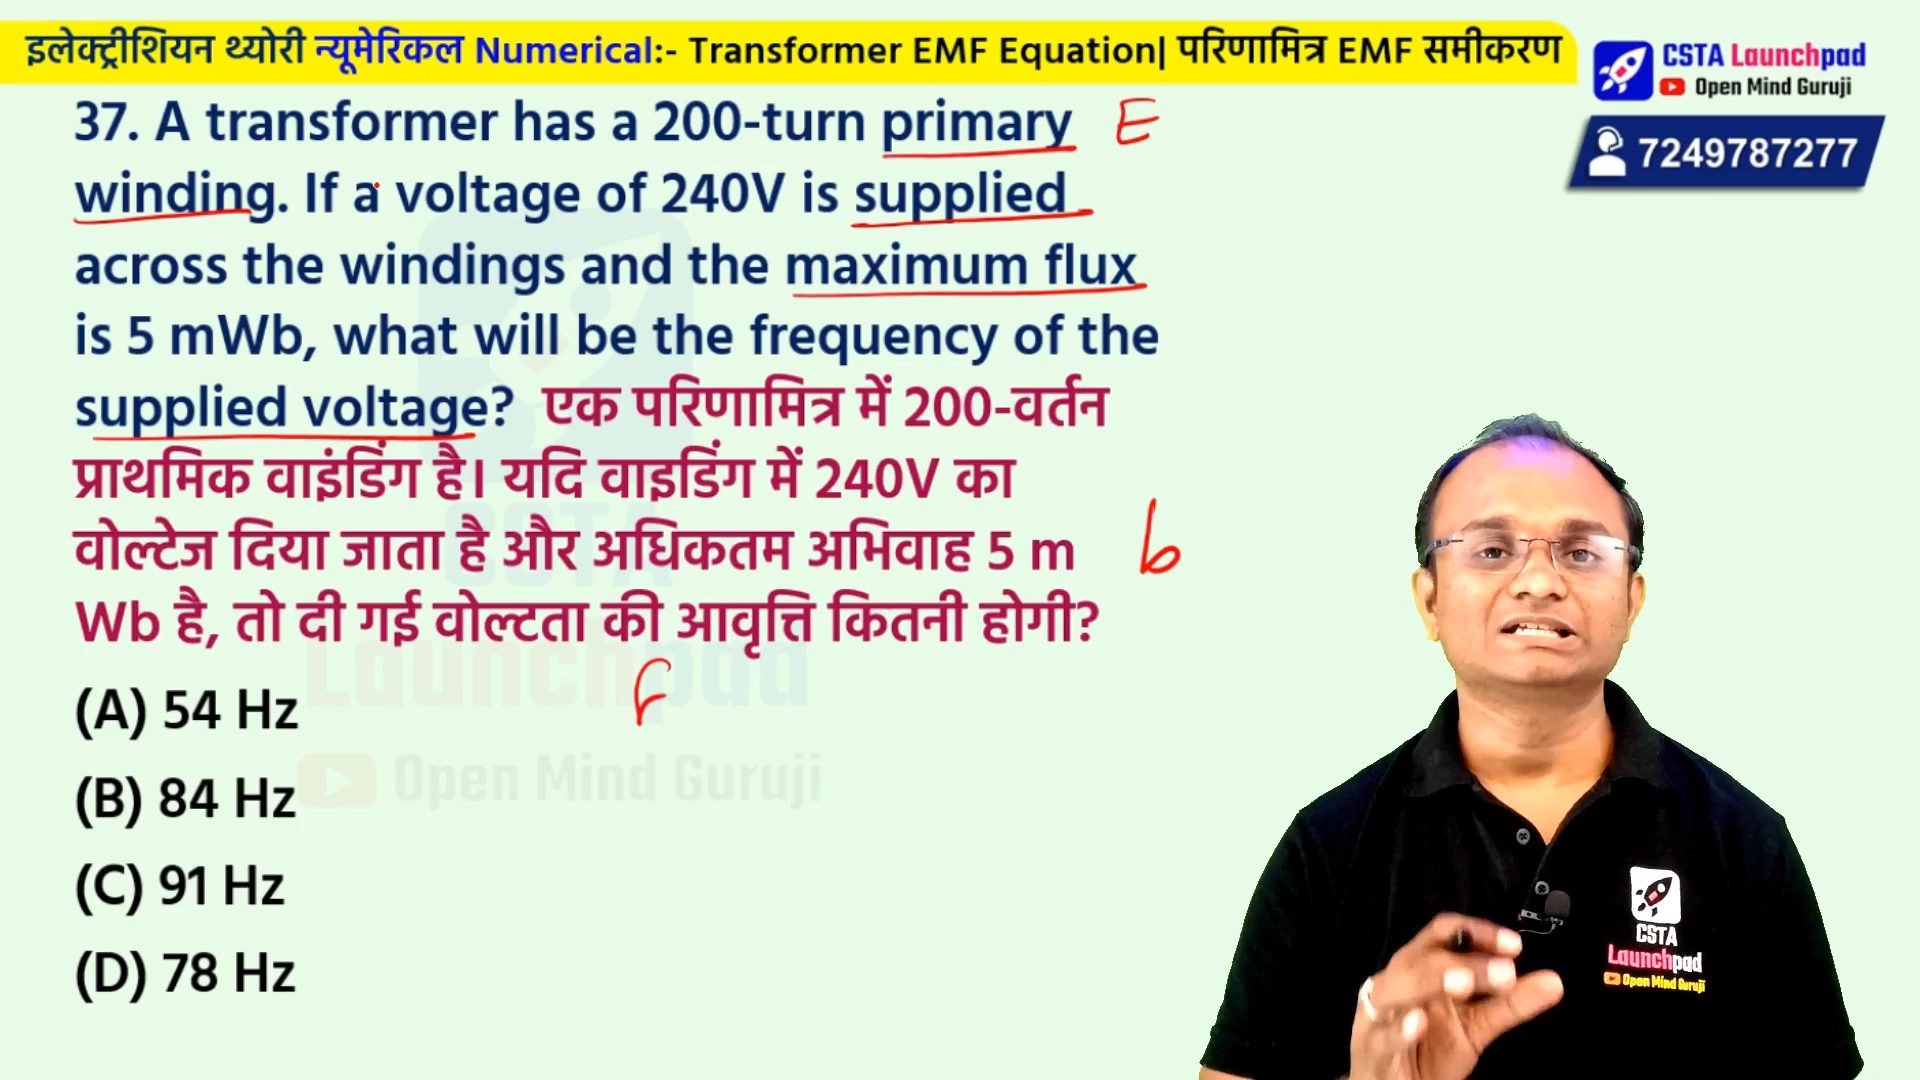 इलेक्ट्रीशियन थ्योरी न्यूमेरिकल Numerical:- Transformer EMF Equation| परिणामित्र EMF समीकरण
CSTA Launchpad
Open Mind Guruji
7249787277
37. A transformer has a 200-turn primary E
winding. If a voltage of 240V is supplied
across the windings and the maximum flux
is 5 mWb, what will be the frequency of the
supplied voltage? एक परिणामित्र में 200-वर्तन
प्राथमिक वाइंडिंग है। यदि वाइडिंग में 240V का
वोल्टेज दिया जाता है और अधिकतम अभिवाह 5 m
Wb है, तो दी गई वोल्टता की आवृत्ति कितनी होगी?
(A) 54 Hz
(B) 84 Hz
(C) 91 Hz
(D) 78 Hz
CSTA
Launchpad
Open Mind Guruji
CSTA
Launchpad
Open Mind Guruji